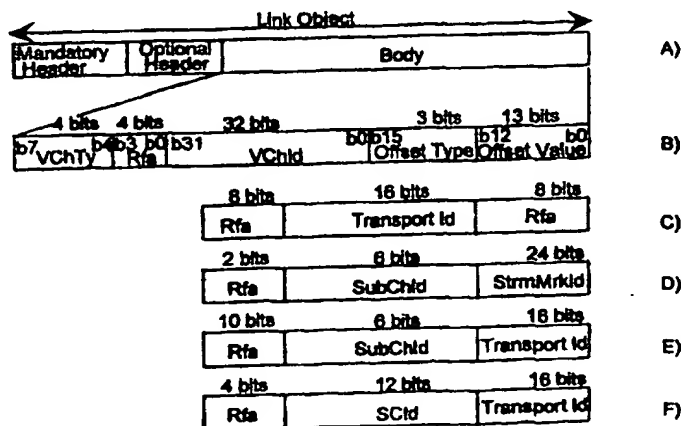 Link Object
Mandatory Header Optional Header Body A)
4 bits 4 bits 32 bits 3 bits 13 bits
b7 VChTy b4 b3 Rfa b0 b31 VChId b0 b15 Offset Type b12 Offset Value b0 B)
8 bits 16 bits 8 bits
Rfa Transport Id Rfa C)
2 bits 6 bits 24 bits
Rfa SubChId StrmMrkId D)
10 bits 6 bits 16 bits
Rfa SubChId Transport Id E)
4 bits 12 bits 16 bits
Rfa SCId Transport Id F)